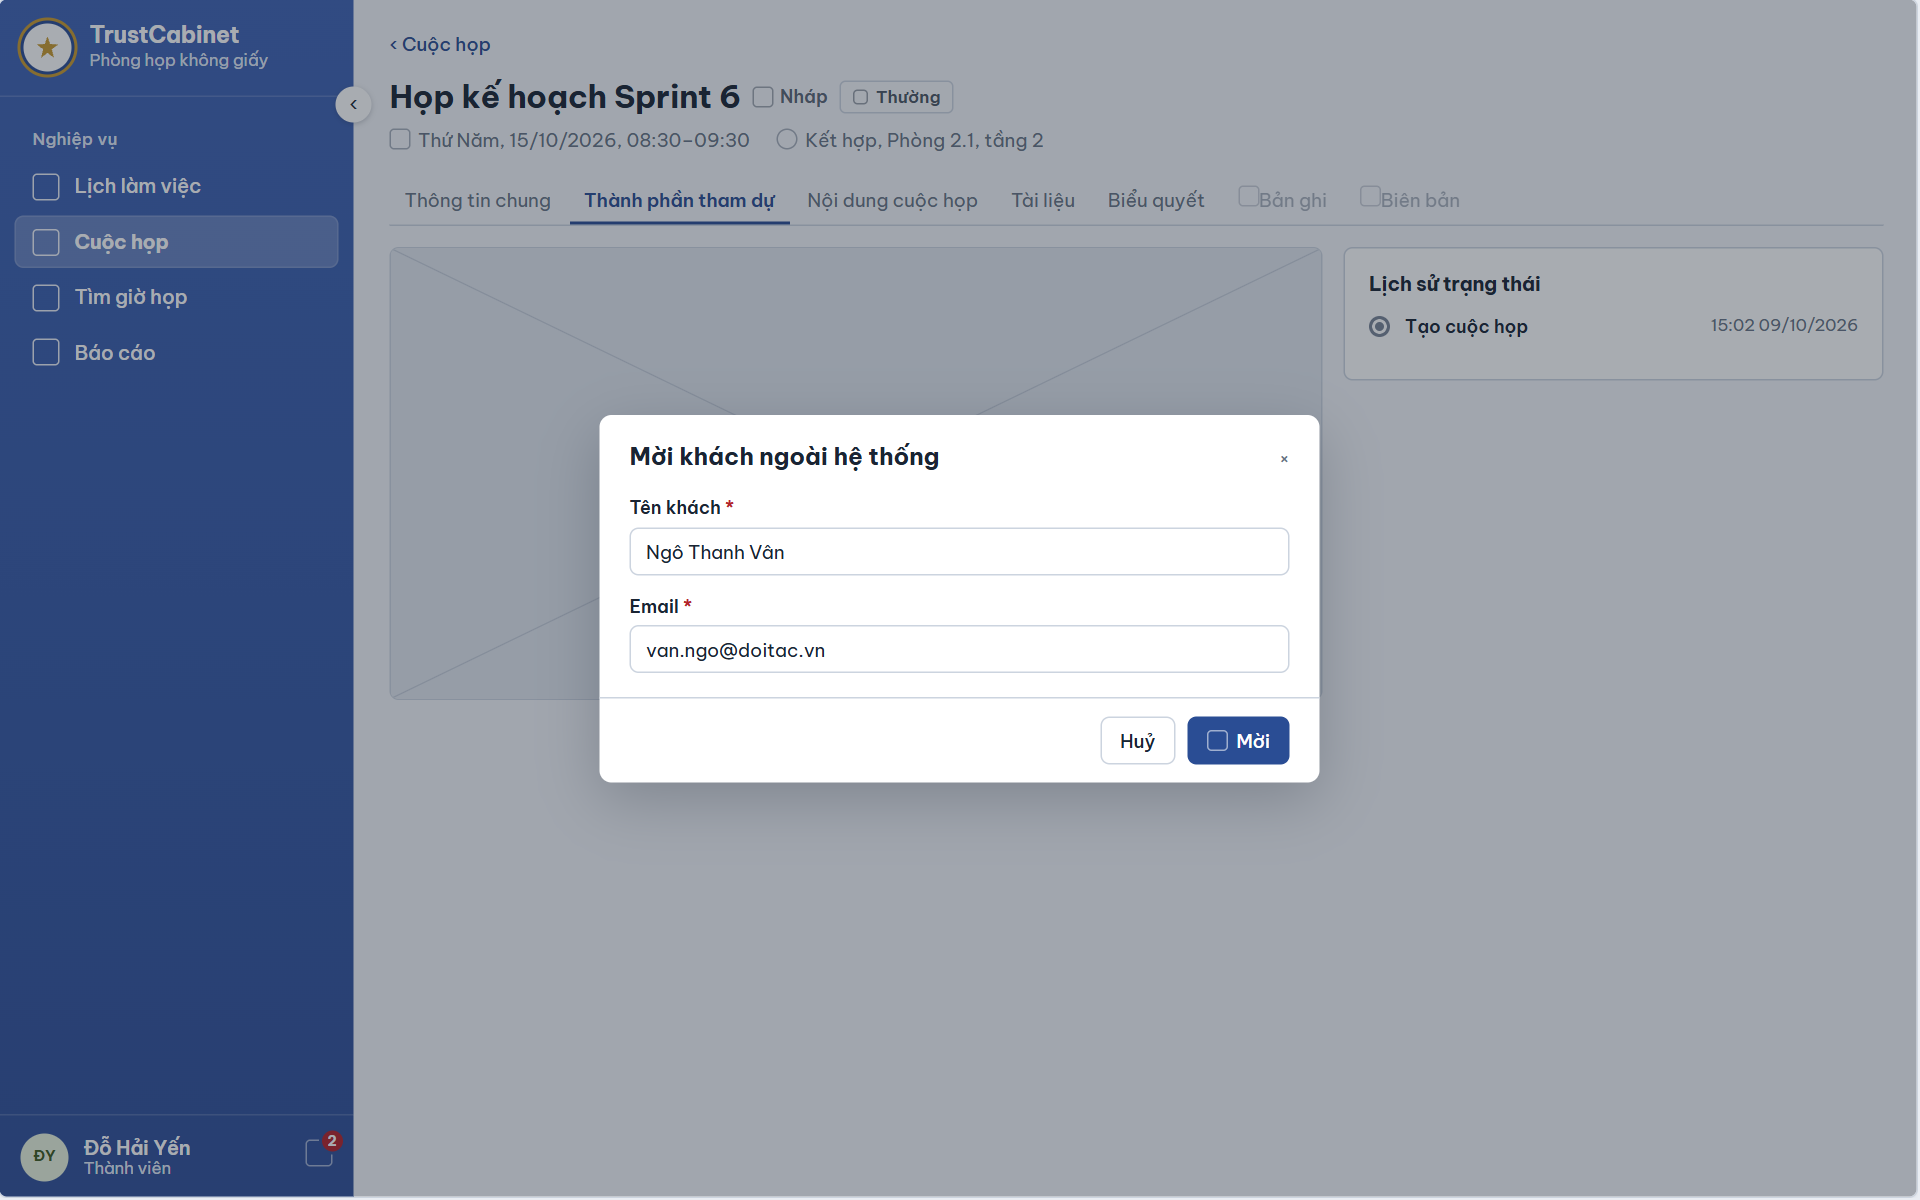 TrustCabinet
Phòng họp không giấy
Nghiệp vụ
Lịch làm việc
Cuộc họp
Tìm giờ họp
Báo cáo
ĐY
Đỗ Hải Yến
Thành viên
2
‹ Cuộc họp
Họp kế hoạch Sprint 6 Nháp Thường
Thứ Năm, 15/10/2026, 08:30–09:30 Kết hợp, Phòng 2.1, tầng 2
Thông tin chung Thành phần tham dự Nội dung cuộc họp Tài liệu Biểu quyết Bản ghi Biên bản
Lịch sử trạng thái
Tạo cuộc họp 15:02 09/10/2026
Mời khách ngoài hệ thống ×
Tên khách *
Ngô Thanh Vân
Email *
van.ngo@doitac.vn
Huỷ Mời